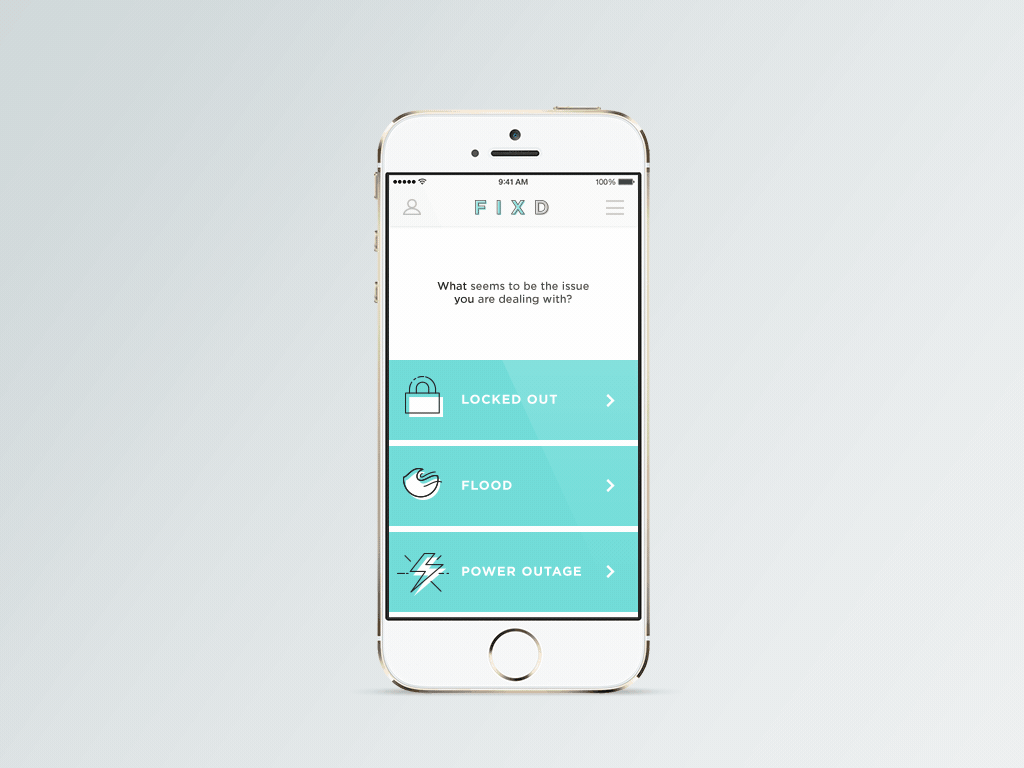 9:41 AM
100%
FIXD
What seems to be the issue
you are dealing with?
LOCKED OUT
FLOOD
POWER OUTAGE